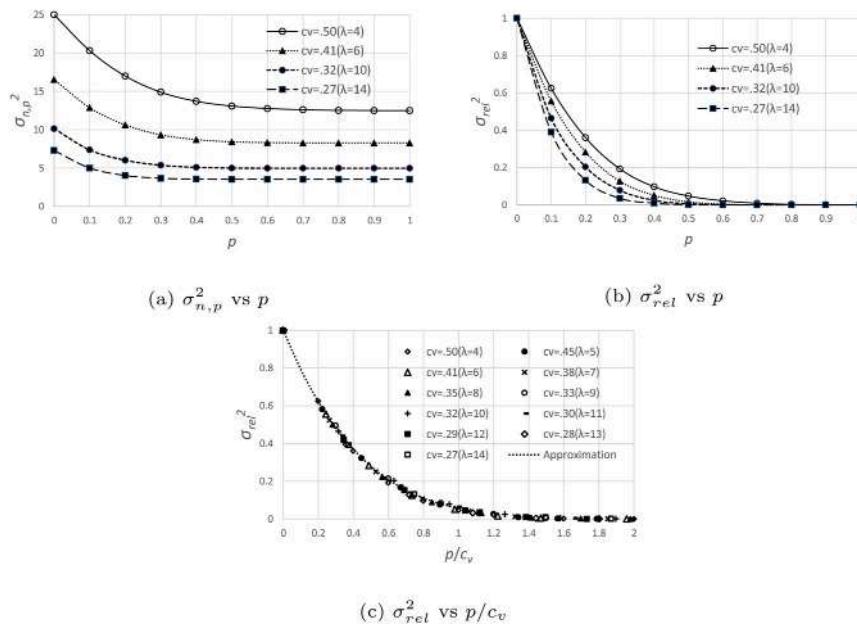 25
20
15
10
5
0
σn,p²
0 0.1 0.2 0.3 0.4 0.5 0.6 0.7 0.8 0.9 1
p
cv=.50(λ=4)
cv=.41(λ=6)
cv=.32(λ=10)
cv=.27(λ=14)
(a) σ²n,p vs p
1
0.8
0.6
0.4
0.2
0
σrel²
0 0.1 0.2 0.3 0.4 0.5 0.6 0.7 0.8 0.9 1
p
cv=.50(λ=4)
cv=.41(λ=6)
cv=.32(λ=10)
cv=.27(λ=14)
(b) σ²rel vs p
1
0.8
0.6
0.4
0.2
0
σrel²
0 0.2 0.4 0.6 0.8 1 1.2 1.4 1.6 1.8 2
p/cv
cv=.50(λ=4) cv=.45(λ=5)
cv=.41(λ=6) cv=.38(λ=7)
cv=.35(λ=8) cv=.33(λ=9)
cv=.32(λ=10) cv=.30(λ=11)
cv=.29(λ=12) cv=.28(λ=13)
cv=.27(λ=14) Approximation
(c) σ²rel vs p/cv